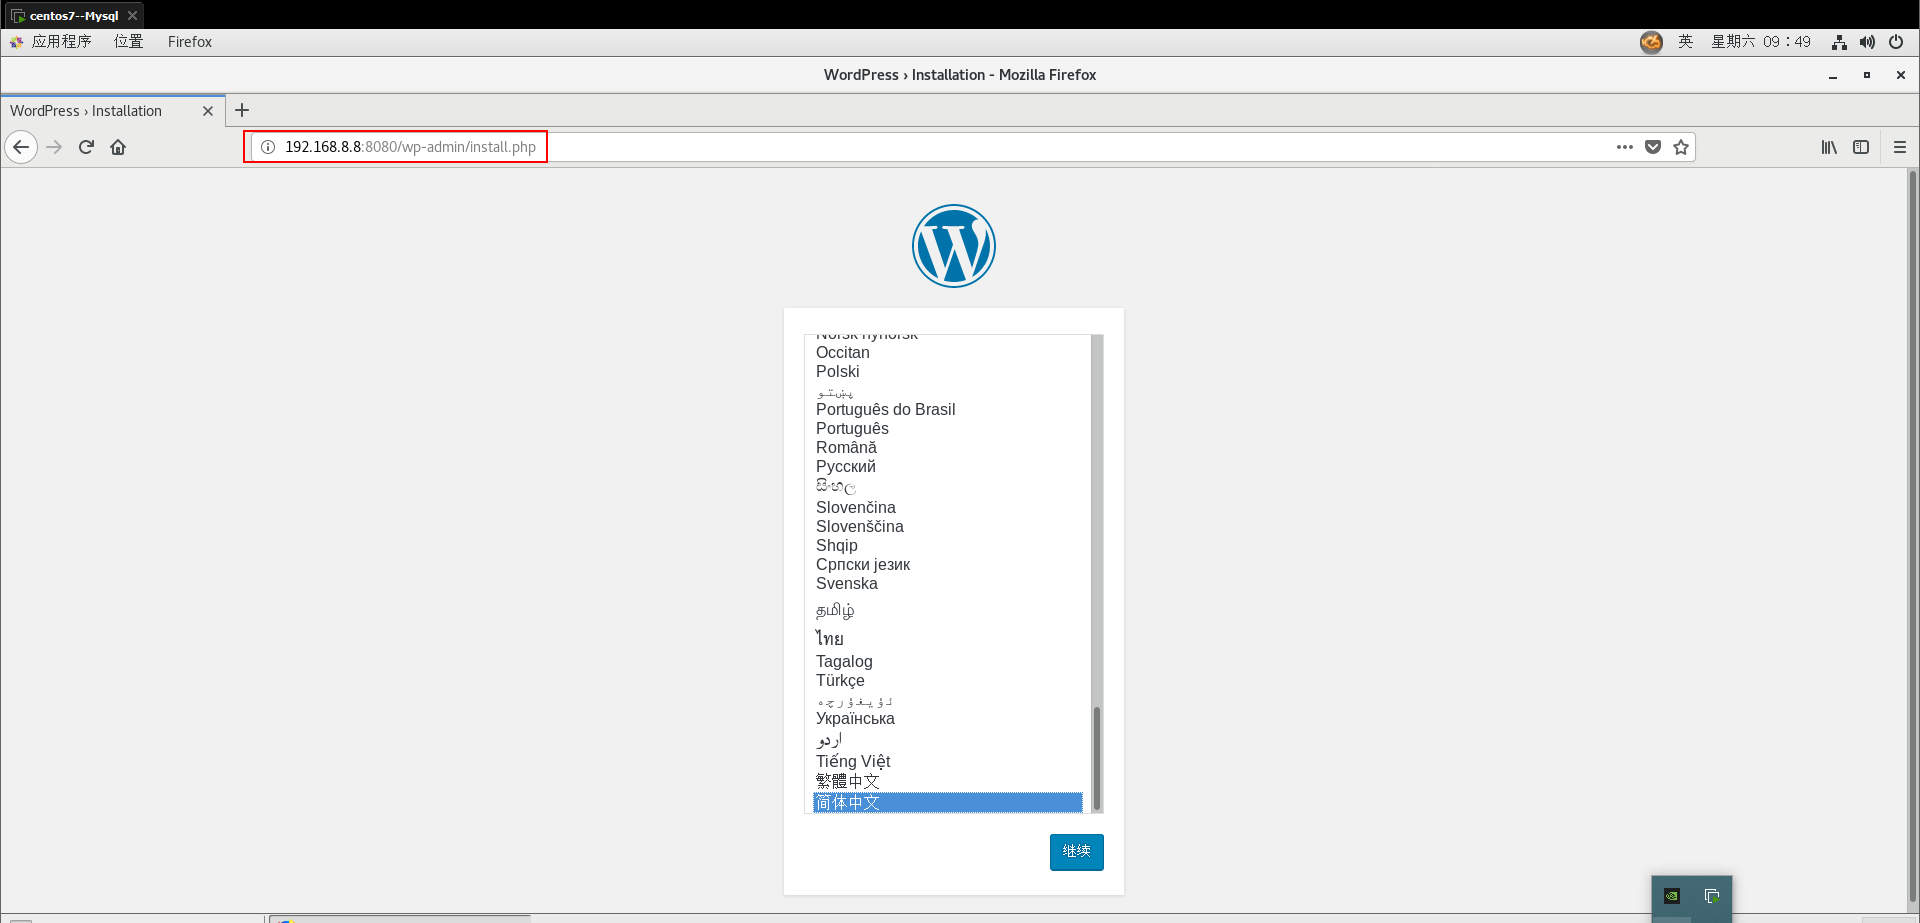 centos7--Mysql
应用程序 位置 Firefox 英 星期六 09：49
WordPress › Installation - Mozilla Firefox
WordPress › Installation
192.168.8.8:8080/wp-admin/install.php
Norsk nynorsk
Occitan
Polski
پښتو
Português do Brasil
Português
Română
Русский
සිංහල
Slovenčina
Slovenščina
Shqip
Српски језик
Svenska
தமிழ்
ไทย
Tagalog
Türkçe
ئۇيغۇرچە
Українська
اردو
Tiếng Việt
繁體中文
简体中文
继续